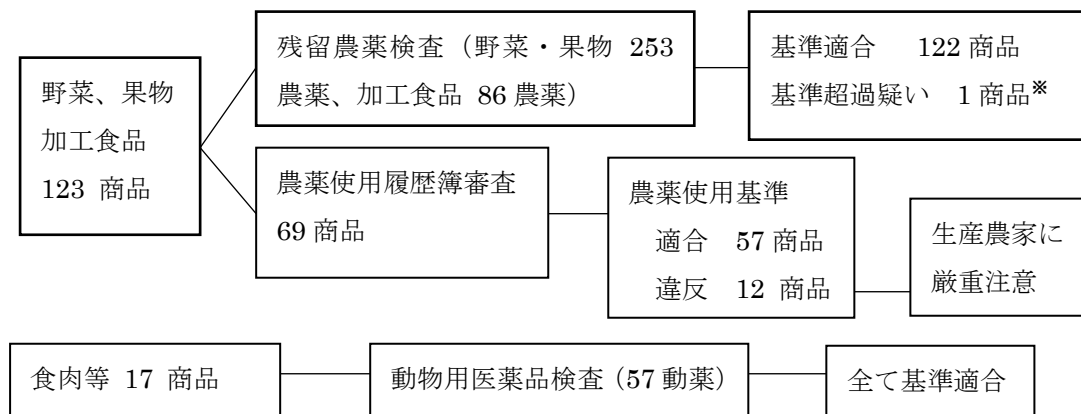 野菜、果物
加工食品
123 商品
残留農薬検査（野菜・果物 253
農薬、加工食品 86 農薬）
基準適合　122 商品
基準超過疑い　1 商品※
農薬使用履歴簿審査
69 商品
農薬使用基準
適合　57 商品
違反　12 商品
生産農家に
厳重注意
食肉等 17 商品
動物用医薬品検査（57 動薬）
全て基準適合